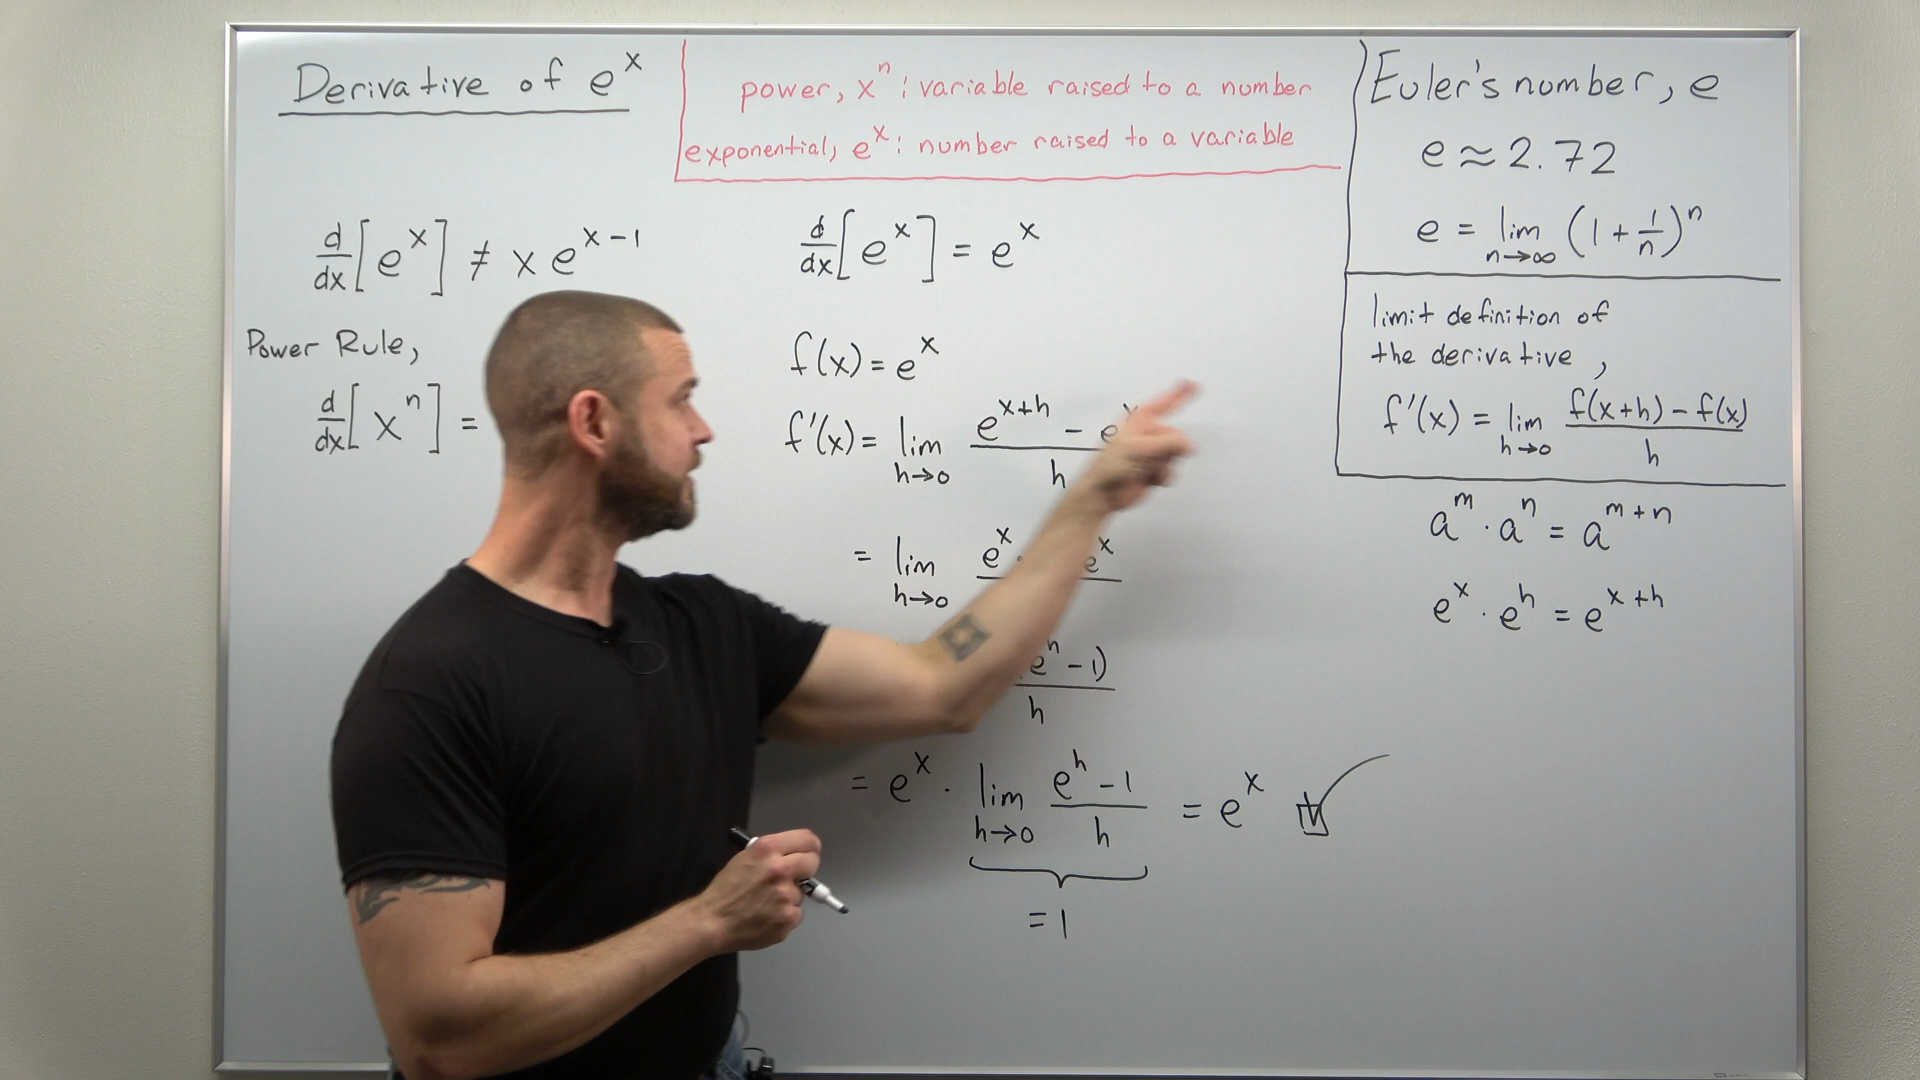 Derivative of e^x
power, x^n : variable raised to a number
exponential, e^x : number raised to a variable
d/dx [e^x] ≠ x e^(x-1)
Power Rule,
d/dx [x^n] =
d/dx [e^x] = e^x
f(x) = e^x
f'(x) = lim h→0 (e^(x+h) - e^x)/h
= lim h→0 e^x · e^x
e^h - 1) / h
= e^x · lim h→0 (e^h - 1)/h = e^x
= 1
Euler's number, e
e ≈ 2.72
e = lim n→∞ (1 + 1/n)^n
limit definition of
the derivative,
f'(x) = lim h→0 (f(x+h) - f(x))/h
a^m · a^n = a^(m+n)
e^x · e^h = e^(x+h)